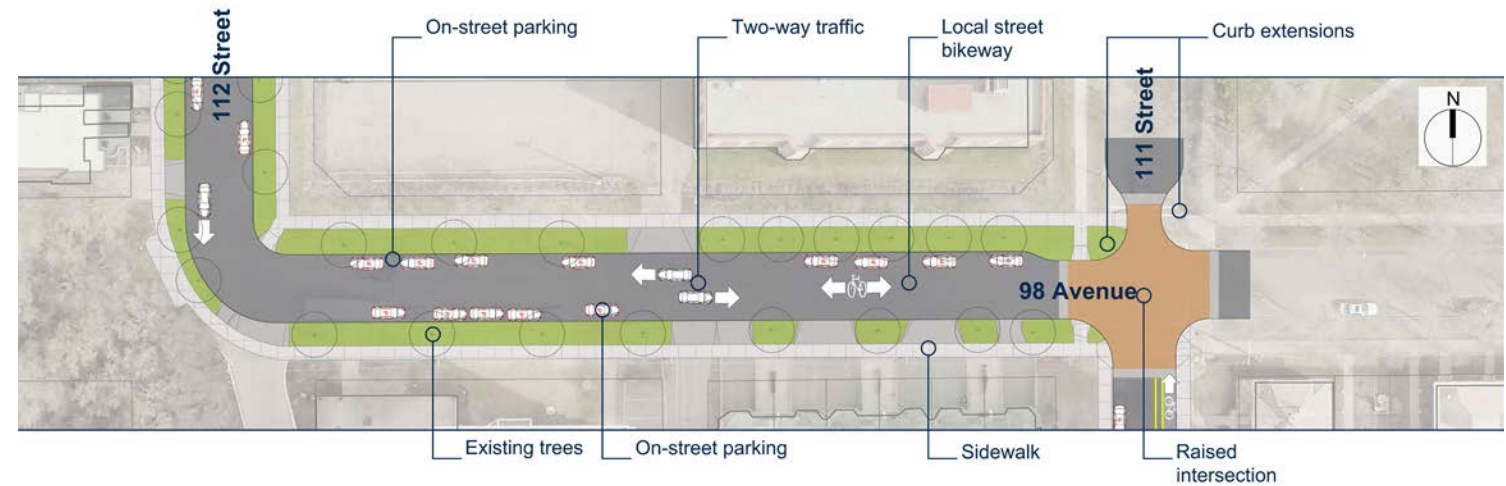 On-street parking
Two-way traffic
Local street
bikeway
Curb extensions
112 Street
111 Street
N
98 Avenue
Existing trees
On-street parking
Sidewalk
Raised
intersection